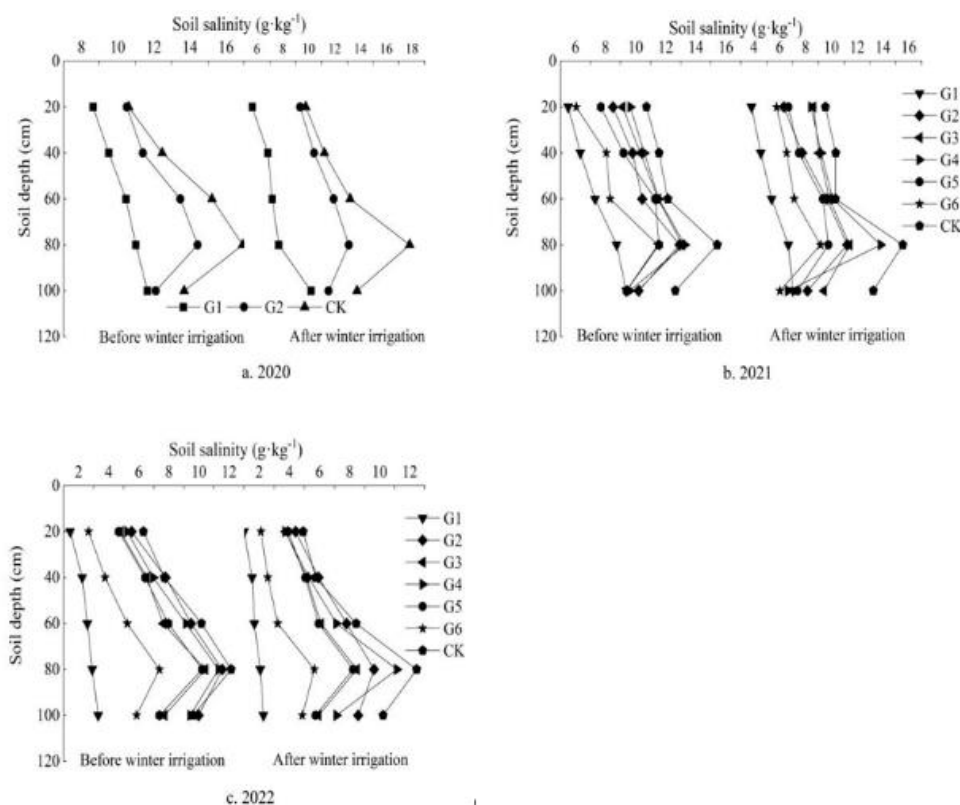 Soil salinity (g·kg⁻¹)
8 10 12 14 16 6 8 10 12 14 16 18
0
20
40
60
80
100
120
Soil depth (cm)
G1 G2 CK
Before winter irrigation After winter irrigation
a. 2020
Soil salinity (g·kg⁻¹)
6 8 10 12 14 16 4 6 8 10 12 14 16
0
20
40
60
80
100
120
Soil depth (cm)
G1
G2
G3
G4
G5
G6
CK
Before winter irrigation After winter irrigation
b. 2021
Soil salinity (g·kg⁻¹)
2 4 6 8 10 12 2 4 6 8 10 12
0
20
40
60
80
100
120
Soil depth (cm)
G1
G2
G3
G4
G5
G6
CK
Before winter irrigation After winter irrigation
c. 2022